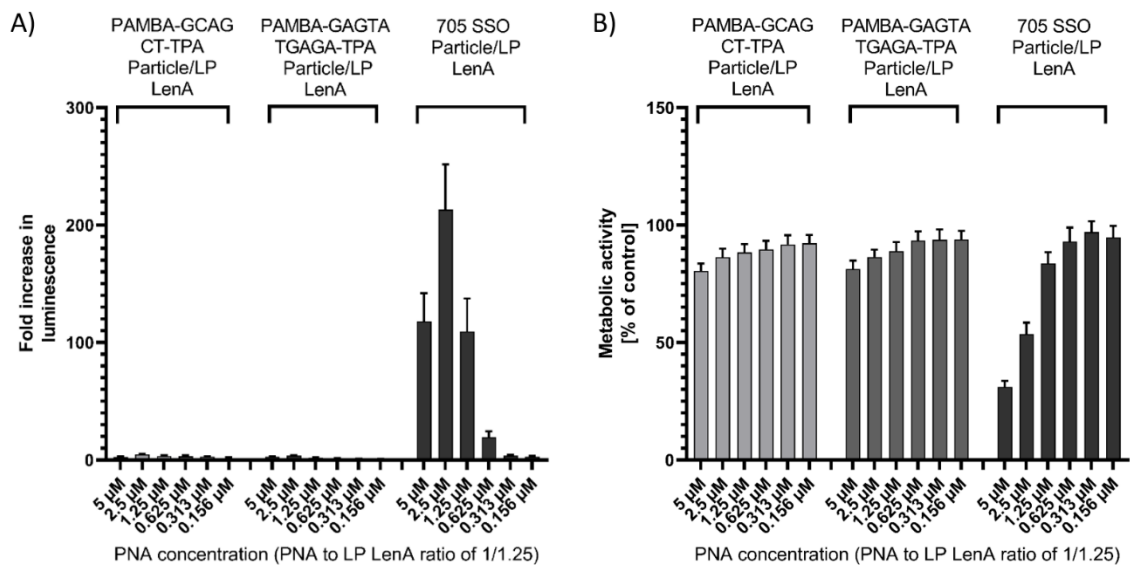 A)
PAMBA-GCAG
CT-TPA
Particle/LP
LenA
PAMBA-GAGTA
TGAGA-TPA
Particle/LP
LenA
705 SSO
Particle/LP
LenA
300
200
100
0
Fold increase in
luminescence
5 µM
2.5 µM
1.25 µM
0.625 µM
0.313 µM
0.156 µM
5 µM
2.5 µM
1.25 µM
0.625 µM
0.313 µM
0.156 µM
5 µM
2.5 µM
1.25 µM
0.625 µM
0.313 µM
0.156 µM
PNA concentration (PNA to LP LenA ratio of 1/1.25)
B)
PAMBA-GCAG
CT-TPA
Particle/LP
LenA
PAMBA-GAGTA
TGAGA-TPA
Particle/LP
LenA
705 SSO
Particle/LP
LenA
150
100
50
0
Metabolic activity
[% of control]
5 µM
2.5 µM
1.25 µM
0.625 µM
0.313 µM
0.156 µM
5 µM
2.5 µM
1.25 µM
0.625 µM
0.313 µM
0.156 µM
5 µM
2.5 µM
1.25 µM
0.625 µM
0.313 µM
0.156 µM
PNA concentration (PNA to LP LenA ratio of 1/1.25)